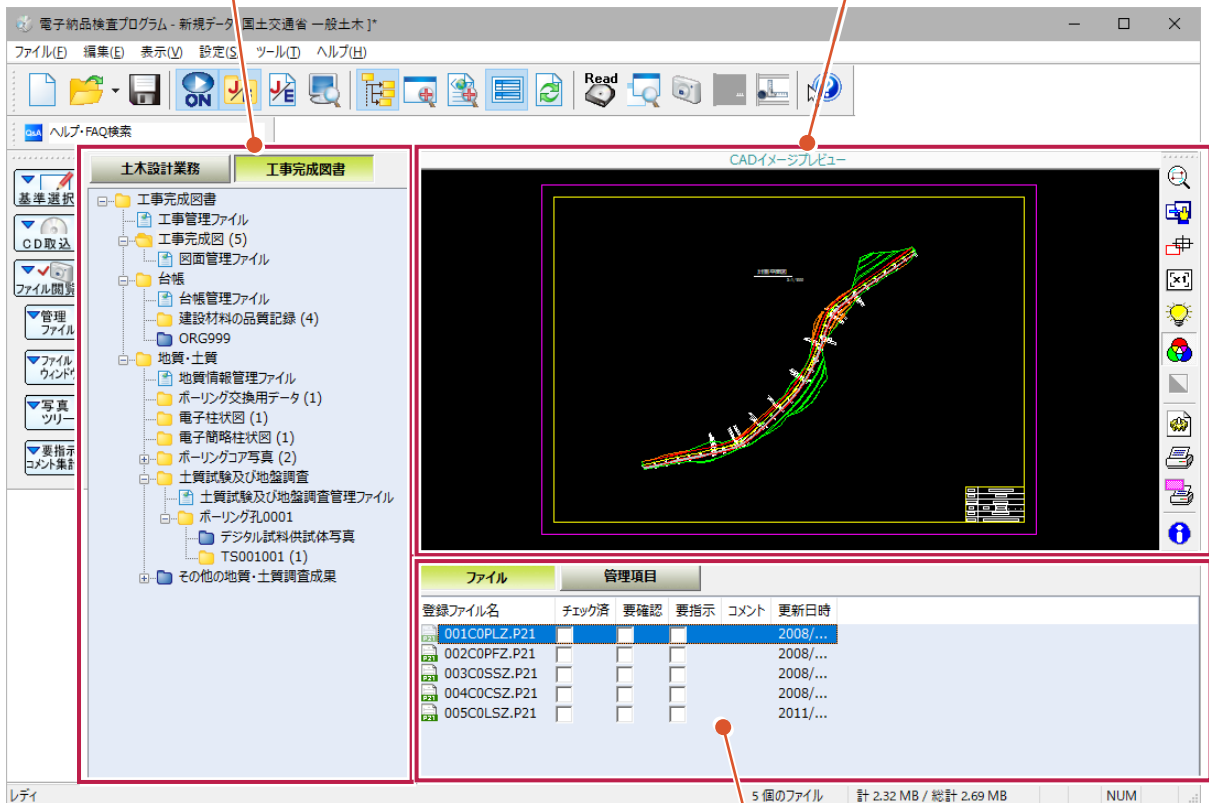 電子納品検査プログラム - 新規データ 国土交通省 一般土木 ]*
ファイル(F) 編集(E) 表示(V) 設定(S ツール(T) ヘルプ(H)
ON J/ J/E Read
Q&A ヘルプ・FAQ検索
基準選択
CD取込
ファイル閲覧
管理
ファイル
ファイル
ウィンドウ
写真
ツリー
要指示
コメント集計
土木設計業務 工事完成図書
工事完成図書
工事管理ファイル
工事完成図 (5)
図面管理ファイル
台帳
台帳管理ファイル
建設材料の品質記録 (4)
ORG999
地質・土質
地質情報管理ファイル
ボーリング交換用データ (1)
電子柱状図 (1)
電子簡略柱状図 (1)
ボーリングコア写真 (2)
土質試験及び地盤調査
土質試験及び地盤調査管理ファイル
ボーリング孔0001
デジタル試料供試体写真
TS001001 (1)
その他の地質・土質調査成果
CADイメージプレビュー
ファイル 管理項目
登録ファイル名 チェック済 要確認 要指示 コメント 更新日時
P21 001C0PLZ.P21 2008/...
P21 002C0PFZ.P21 2008/...
P21 003C0SSZ.P21 2008/...
P21 004C0CSZ.P21 2008/...
P21 005C0LSZ.P21 2011/...
レディ 5 個のファイル 計 2.32 MB / 総計 2.69 MB NUM